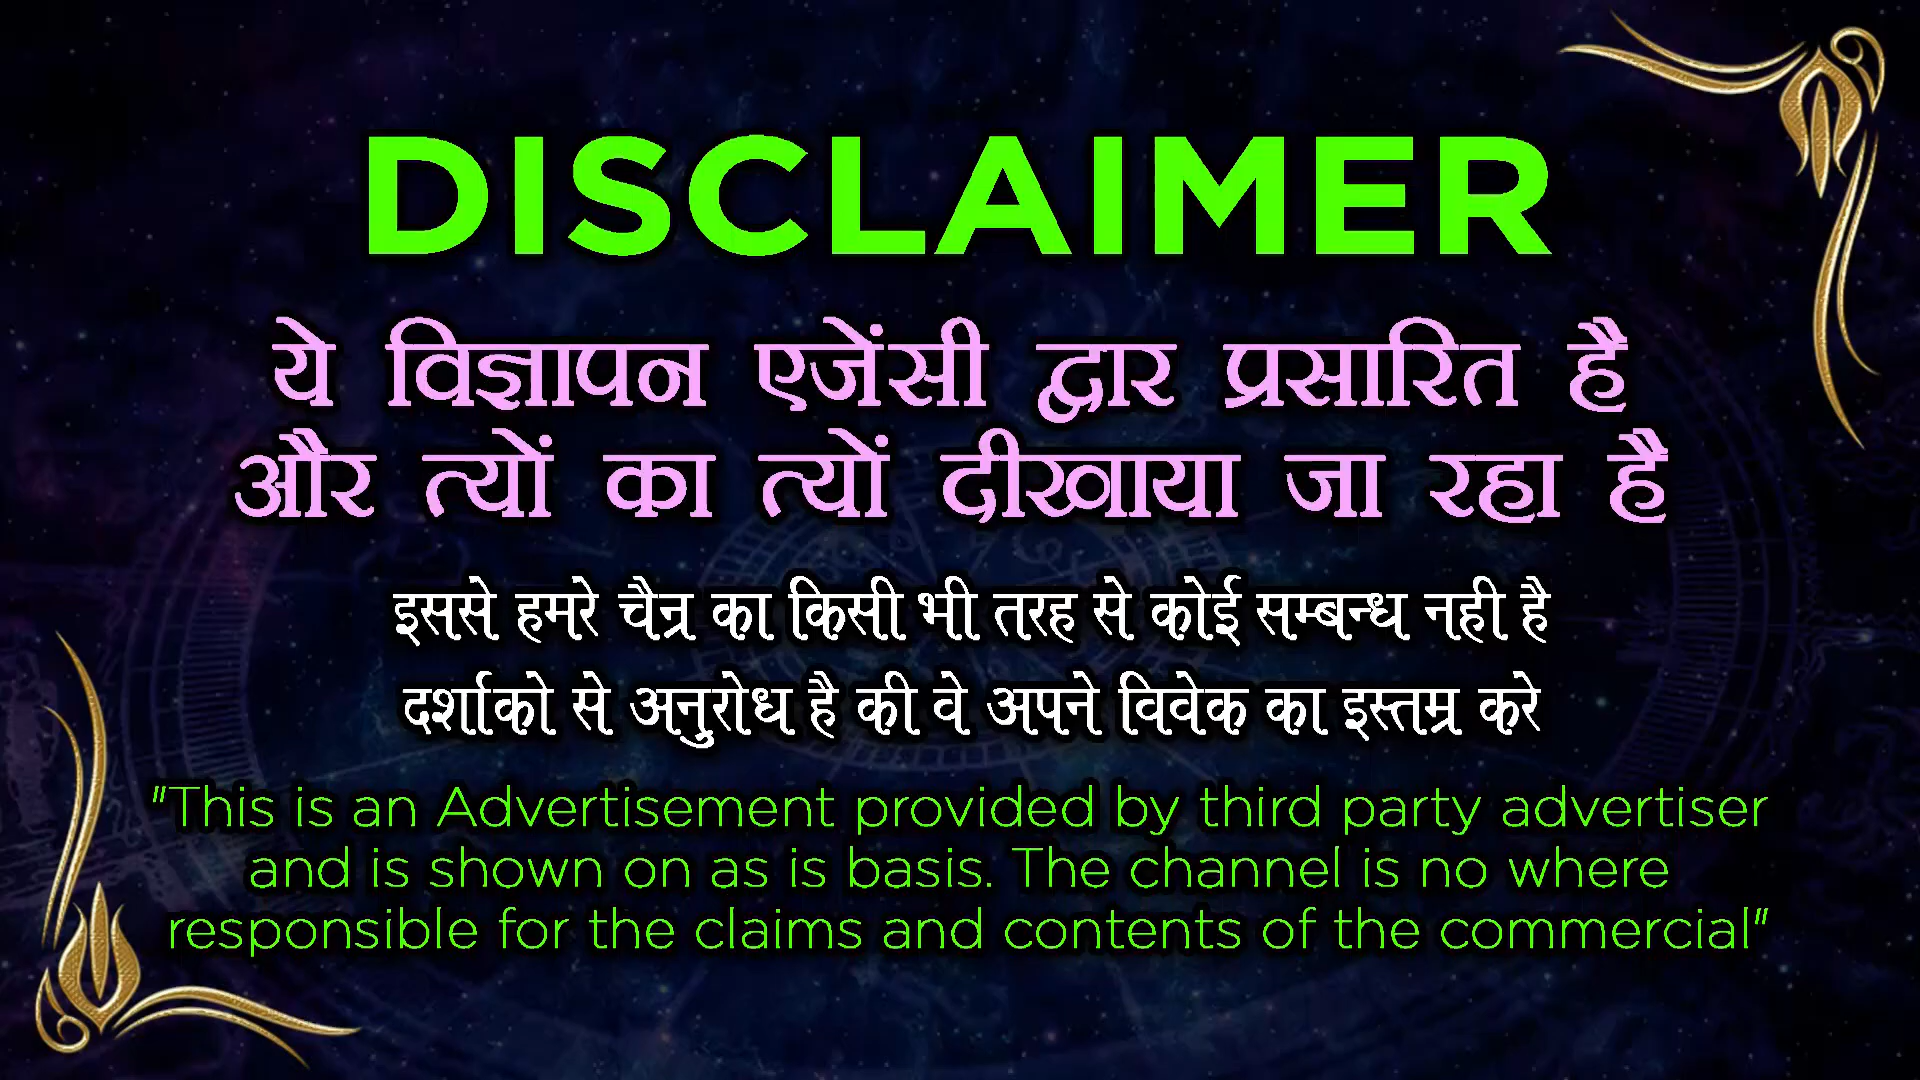 DISCLAIMER
ये विज्ञापन एजेंसी द्वार प्रसारित है
और त्यों का त्यों दीखाया जा रहा है
इससे हमरे चैन्र का किसी भी तरह से कोई सम्बन्ध नही है
दर्शाको से अनुरोध है की वे अपने विवेक का इस्तम्र करे
"This is an Advertisement provided by third party advertiser
and is shown on as is basis. The channel is no where
responsible for the claims and contents of the commercial"